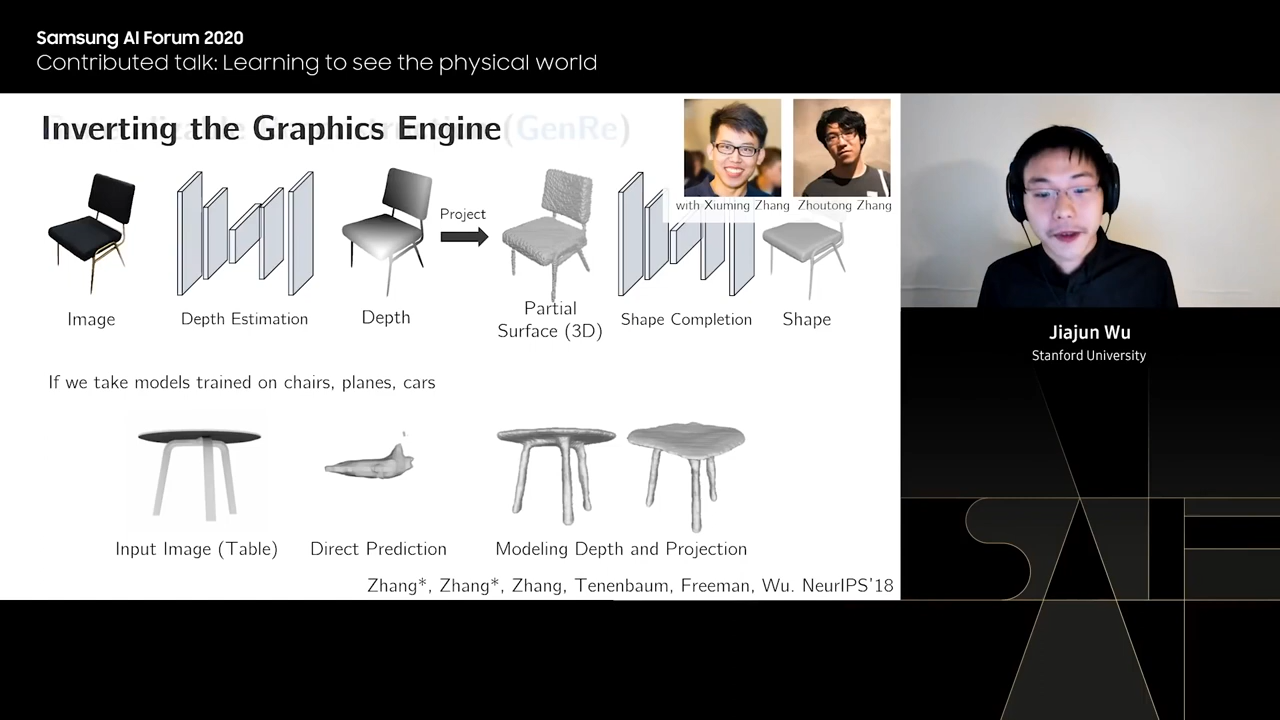 Samsung AI Forum 2020
Contributed talk: Learning to see the physical world
Inverting the Graphics Engine
(GenRe)
with Xiuming Zhang Zhoutong Zhang
Project
Image
Depth Estimation
Depth
Partial
Surface (3D)
Shape Completion
Shape
If we take models trained on chairs, planes, cars
Input Image (Table)
Direct Prediction
Modeling Depth and Projection
Zhang*, Zhang*, Zhang, Tenenbaum, Freeman, Wu. NeurIPS'18
Jiajun Wu
Stanford University